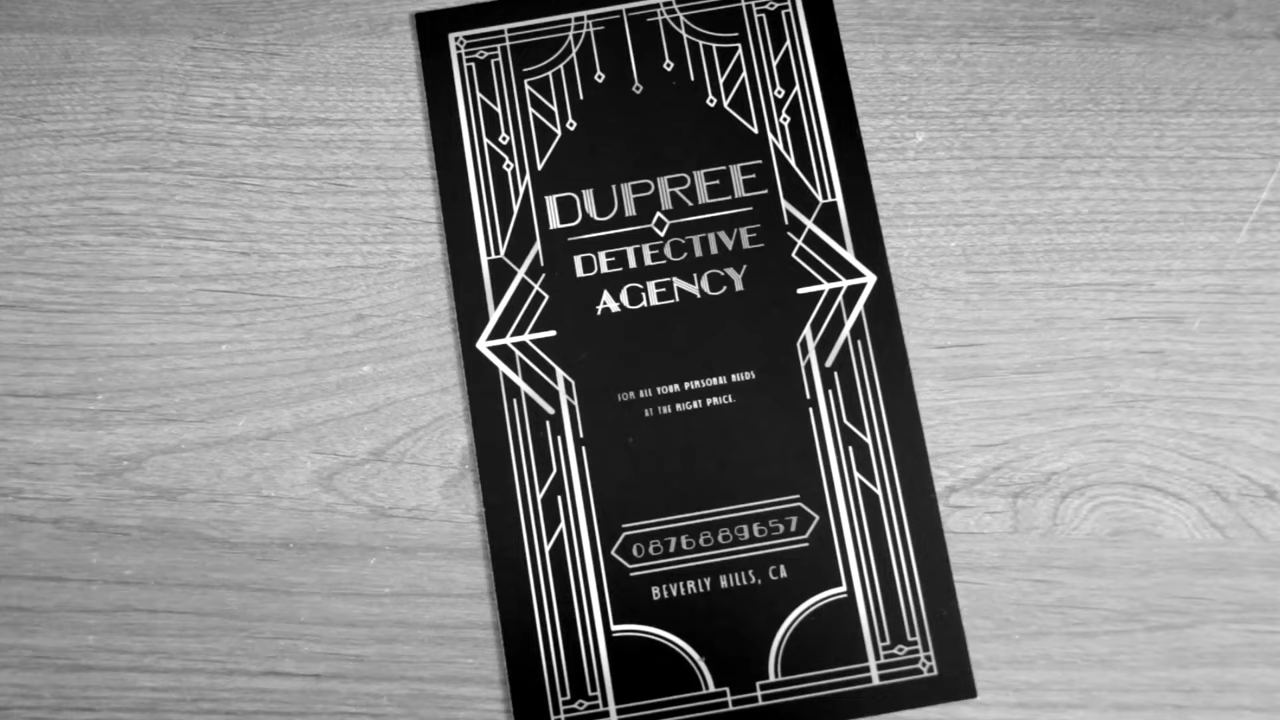 DUPREE
DETECTIVE
AGENCY
FOR ALL YOUR PERSONAL NEEDS
AT THE RIGHT PRICE.
0876889657
BEVERLY HILLS, CA